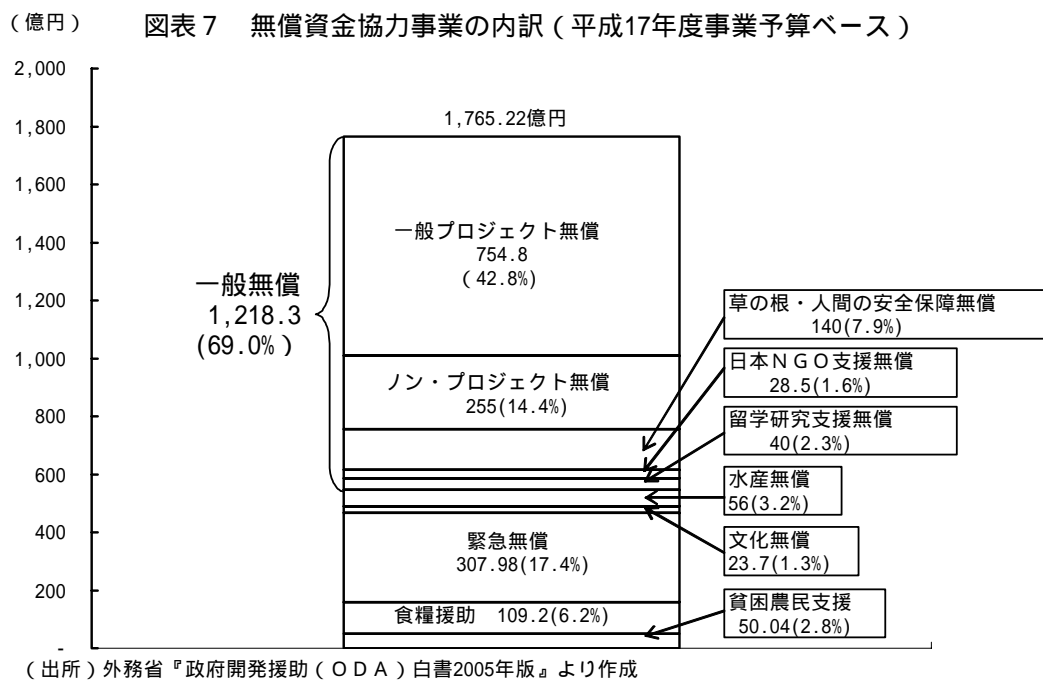 (億円) 図表７　無償資金協力事業の内訳（平成17年度事業予算ベース）
2,000
1,800
1,600
1,400
1,200
1,000
800
600
400
200
-
1,765.22億円
一般プロジェクト無償
754.8
(42.8%)
一般無償
1,218.3
(69.0%)
ノン・プロジェクト無償
255(14.4%)
草の根・人間の安全保障無償
140(7.9%)
日本ＮＧＯ支援無償
28.5(1.6%)
留学研究支援無償
40(2.3%)
水産無償
56(3.2%)
文化無償
23.7(1.3%)
緊急無償
307.98(17.4%)
食糧援助　109.2(6.2%)
貧困農民支援
50.04(2.8%)
（出所）外務省『政府開発援助（ＯＤＡ）白書2005年版』より作成